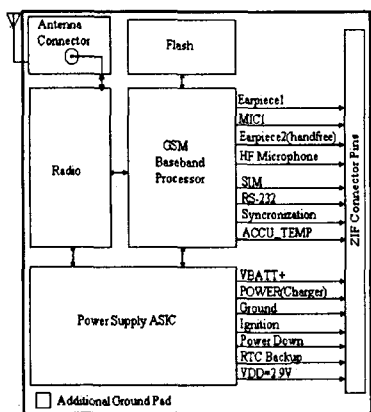 Antenna
Connector
Flash
Radio
GSM
Baseband
Processor
Earpiece1
MIC1
Earpiece2(handfree)
HF Microphone
SIM
RS-232
Syncronization
ACCU_TEMP
ZIF Connector Pins
Power Supply ASIC
VBATT+
POWER(Charger)
Ground
Ignition
Power Down
RTC Backup
VDD=2.9V
Additional Ground Pad